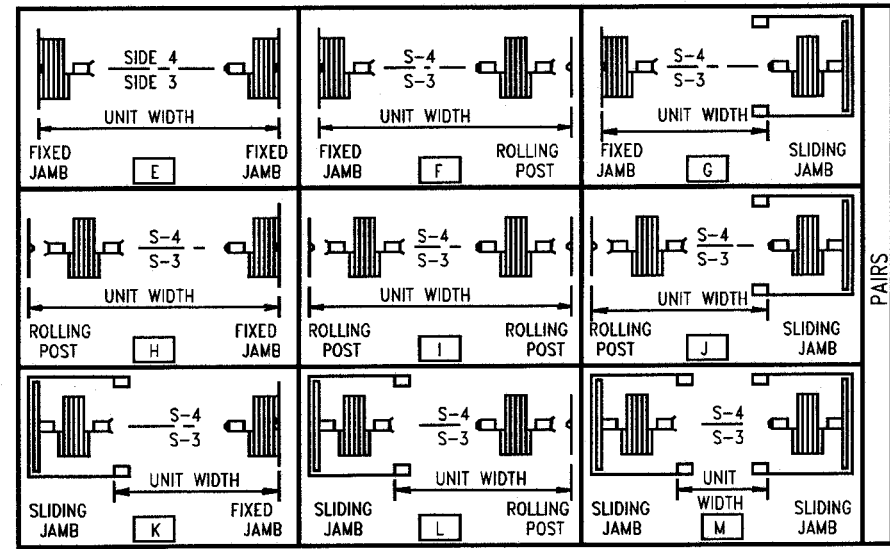 SIDE 4
SIDE 3
UNIT WIDTH
FIXED JAMB
E
FIXED JAMB
S-4
S-3
UNIT WIDTH
FIXED JAMB
F
ROLLING POST
S-4
S-3
UNIT WIDTH
FIXED JAMB
G
SLIDING JAMB
S-4
S-3
UNIT WIDTH
ROLLING POST
H
FIXED JAMB
S-4
S-3
UNIT WIDTH
ROLLING POST
I
ROLLING POST
S-4
S-3
UNIT WIDTH
ROLLING POST
J
SLIDING JAMB
S-4
S-3
UNIT WIDTH
SLIDING JAMB
K
FIXED JAMB
S-4
S-3
UNIT WIDTH
SLIDING JAMB
L
ROLLING POST
S-4
S-3
UNIT
WIDTH
SLIDING JAMB
M
SLIDING JAMB
PAIRS